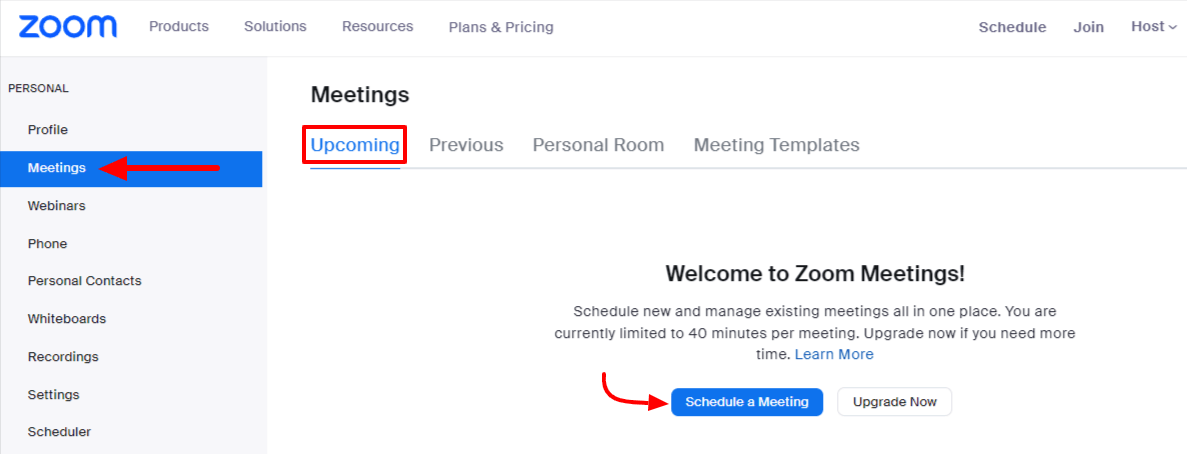 zoom Products Solutions Resources Plans & Pricing Schedule Join Host
PERSONAL
Profile
Meetings
Webinars
Phone
Personal Contacts
Whiteboards
Recordings
Settings
Scheduler
Meetings
Upcoming Previous Personal Room Meeting Templates
Welcome to Zoom Meetings!
Schedule new and manage existing meetings all in one place. You are
currently limited to 40 minutes per meeting. Upgrade now if you need more
time. Learn More
Schedule a Meeting Upgrade Now